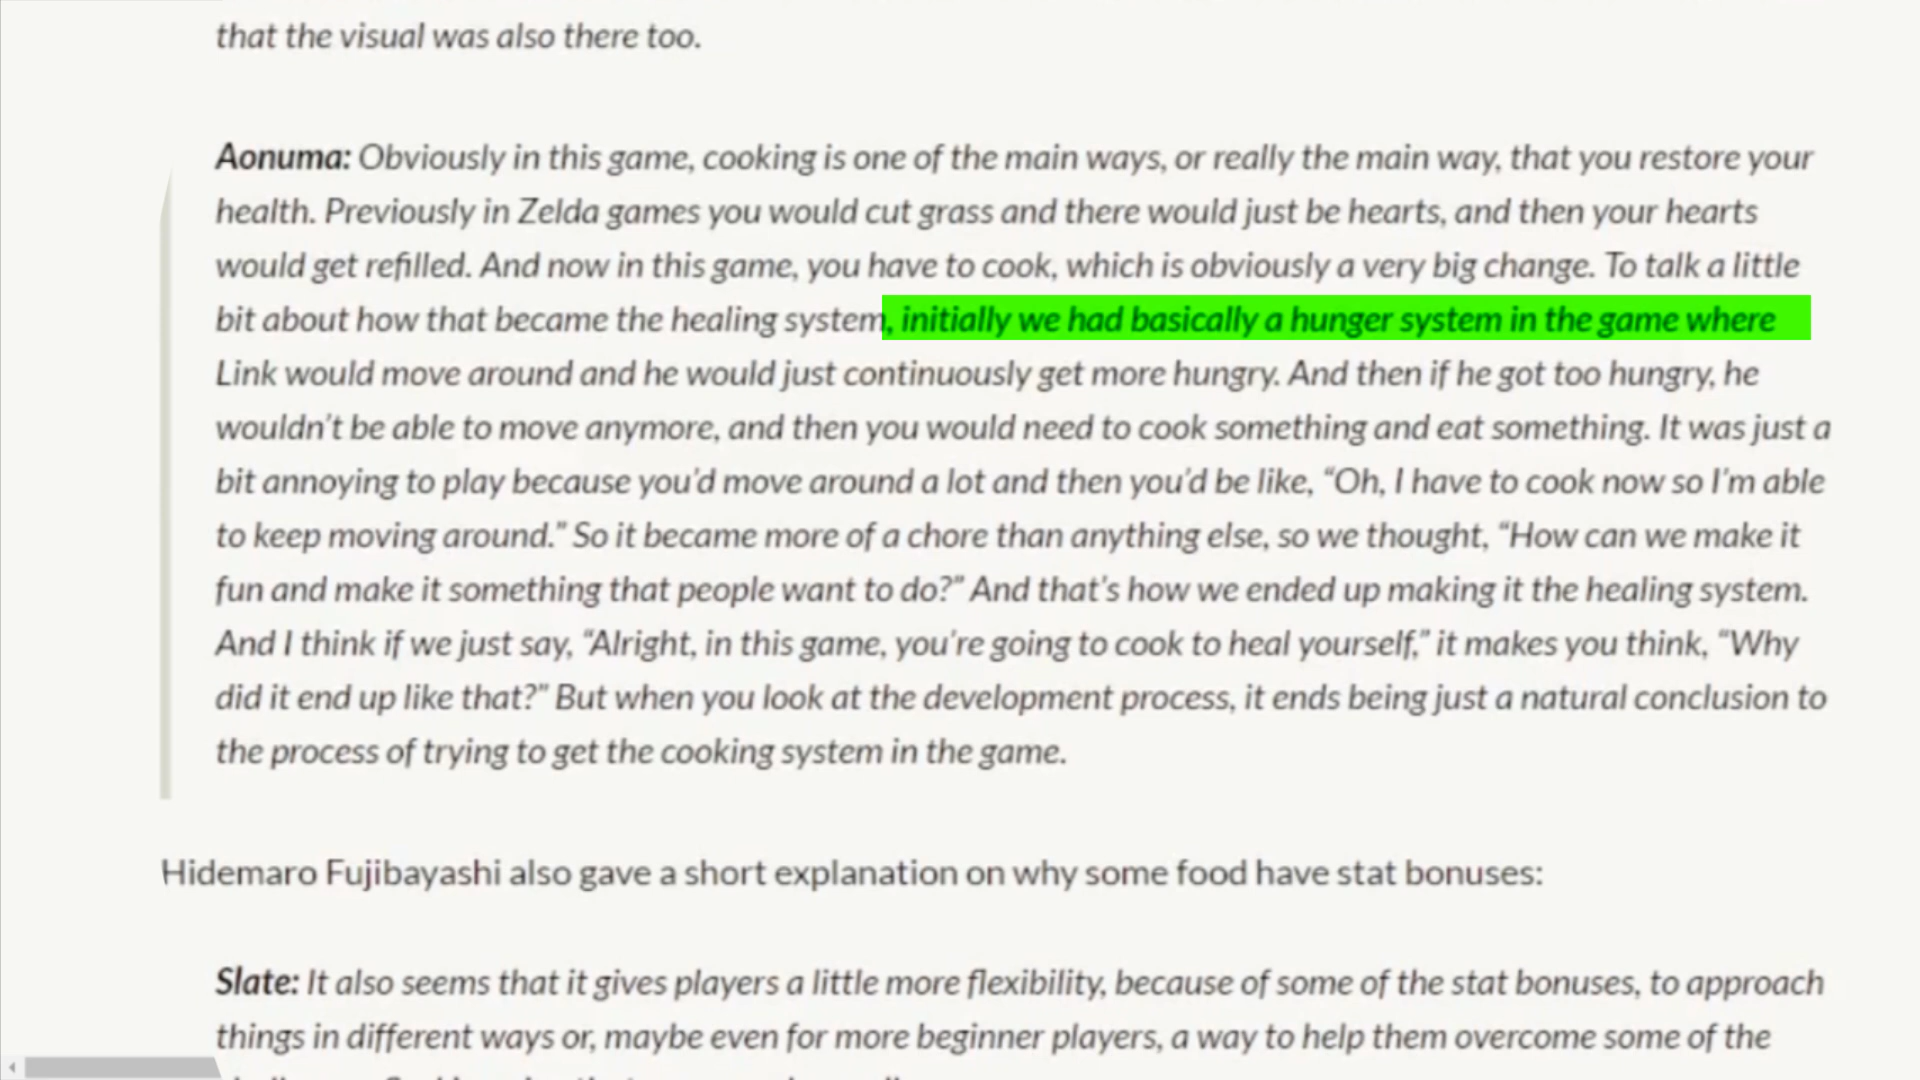 that the visual was also there too.
Aonuma: Obviously in this game, cooking is one of the main ways, or really the main way, that you restore your
health. Previously in Zelda games you would cut grass and there would just be hearts, and then your hearts
would get refilled. And now in this game, you have to cook, which is obviously a very big change. To talk a little
bit about how that became the healing system, initially we had basically a hunger system in the game where
Link would move around and he would just continuously get more hungry. And then if he got too hungry, he
wouldn’t be able to move anymore, and then you would need to cook something and eat something. It was just a
bit annoying to play because you’d move around a lot and then you’d be like, “Oh, I have to cook now so I’m able
to keep moving around.” So it became more of a chore than anything else, so we thought, “How can we make it
fun and make it something that people want to do?” And that’s how we ended up making it the healing system.
And I think if we just say, “Alright, in this game, you’re going to cook to heal yourself,” it makes you think, “Why
did it end up like that?” But when you look at the development process, it ends being just a natural conclusion to
the process of trying to get the cooking system in the game.
Hidemaro Fujibayashi also gave a short explanation on why some food have stat bonuses:
Slate: It also seems that it gives players a little more flexibility, because of some of the stat bonuses, to approach
things in different ways or, maybe even for more beginner players, a way to help them overcome some of the